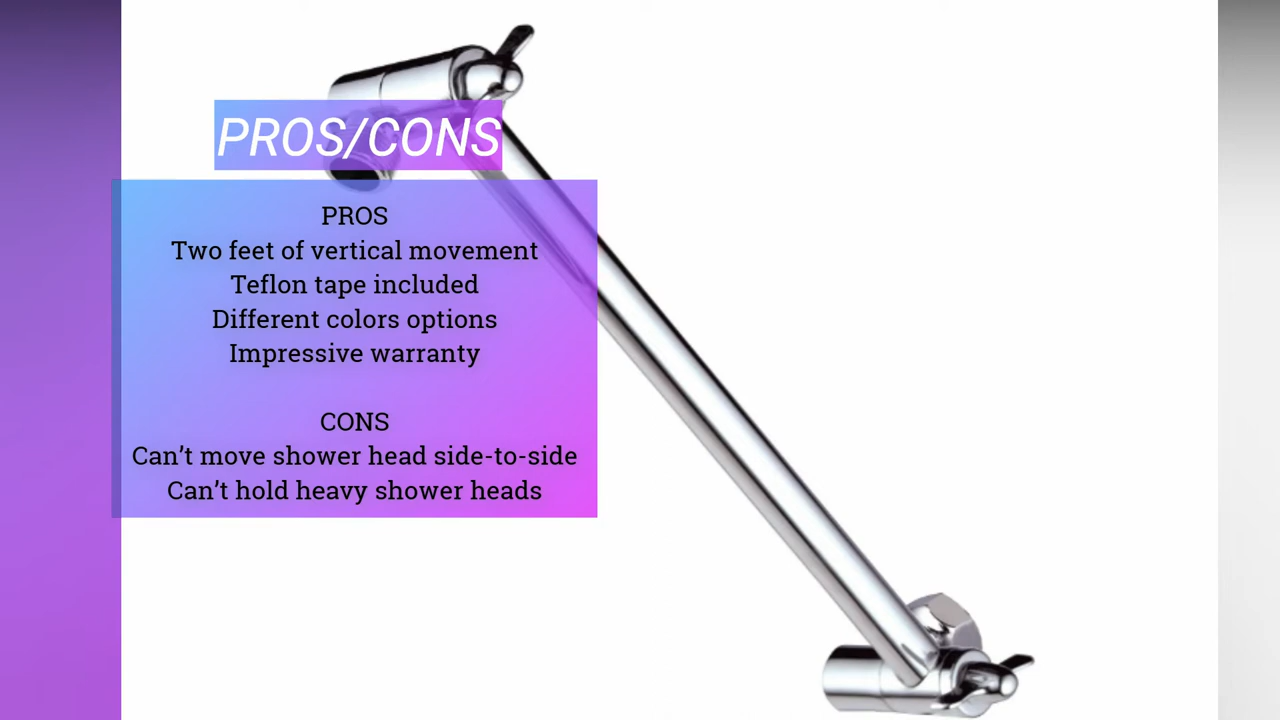 PROS/CONS
PROS
Two feet of vertical movement
Teflon tape included
Different colors options
Impressive warranty
CONS
Can’t move shower head side-to-side
Can’t hold heavy shower heads